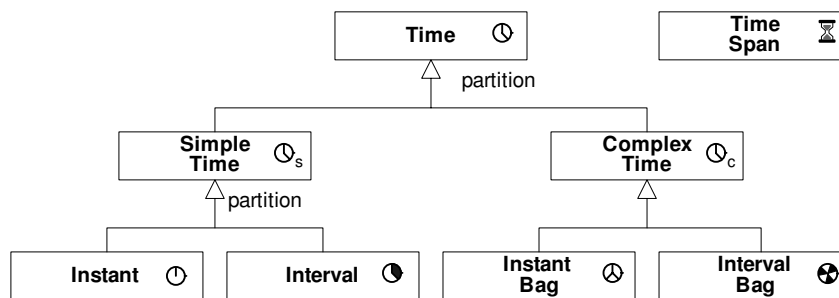 Time
Time
Span
partition
Simple
Time
s
Complex
Time
c
partition
Instant
Interval
Instant
Bag
Interval
Bag